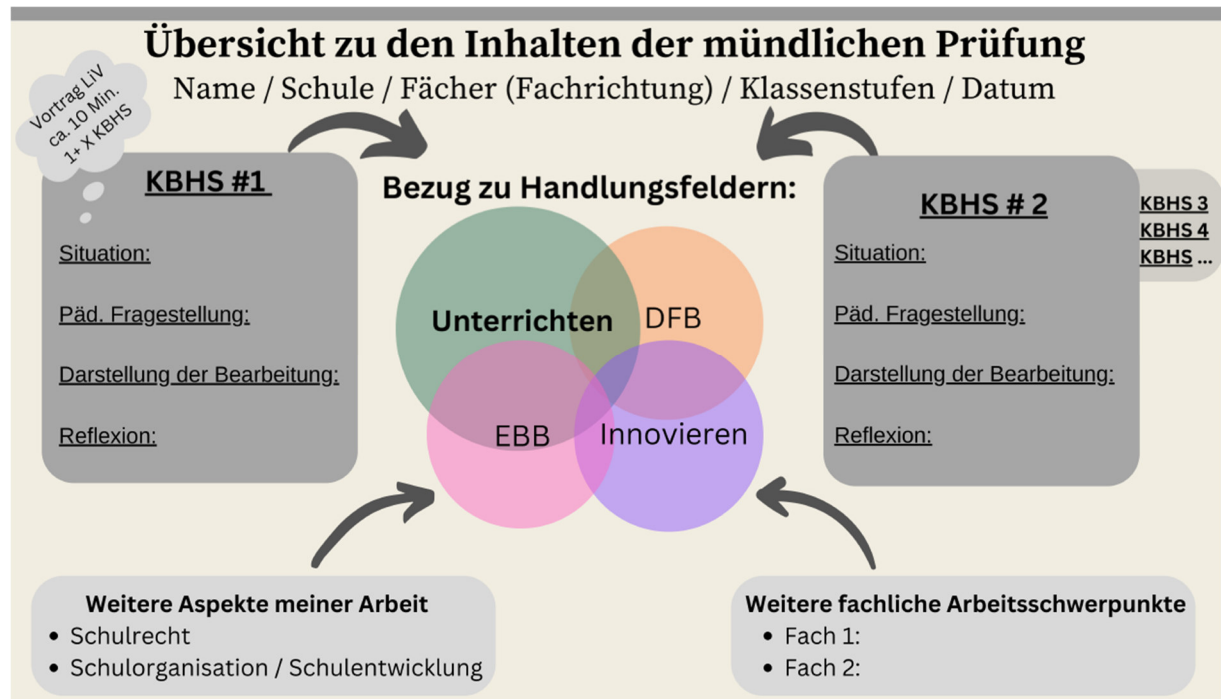 Übersicht zu den Inhalten der mündlichen Prüfung
Name / Schule / Fächer (Fachrichtung) / Klassenstufen / Datum
Vortrag LiV
ca. 10 Min.
1+ X KBHS
KBHS #1
Situation:
Päd. Fragestellung:
Darstellung der Bearbeitung:
Reflexion:
Bezug zu Handlungsfeldern:
Unterrichten
DFB
EBB
Innovieren
KBHS # 2
Situation:
Päd. Fragestellung:
Darstellung der Bearbeitung:
Reflexion:
KBHS 3
KBHS 4
KBHS ...
Weitere Aspekte meiner Arbeit
• Schulrecht
• Schulorganisation / Schulentwicklung
Weitere fachliche Arbeitsschwerpunkte
• Fach 1:
• Fach 2: